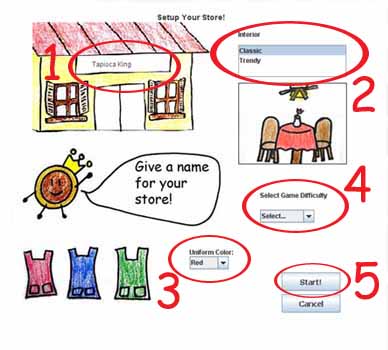 Setup Your Store!
1
Tapioca King
Interior
Classic
Trendy
2
Give a name
for your
store!
Select Game Difficulty
Select...
4
Uniform Color:
Red
3
Start!
5
Cancel